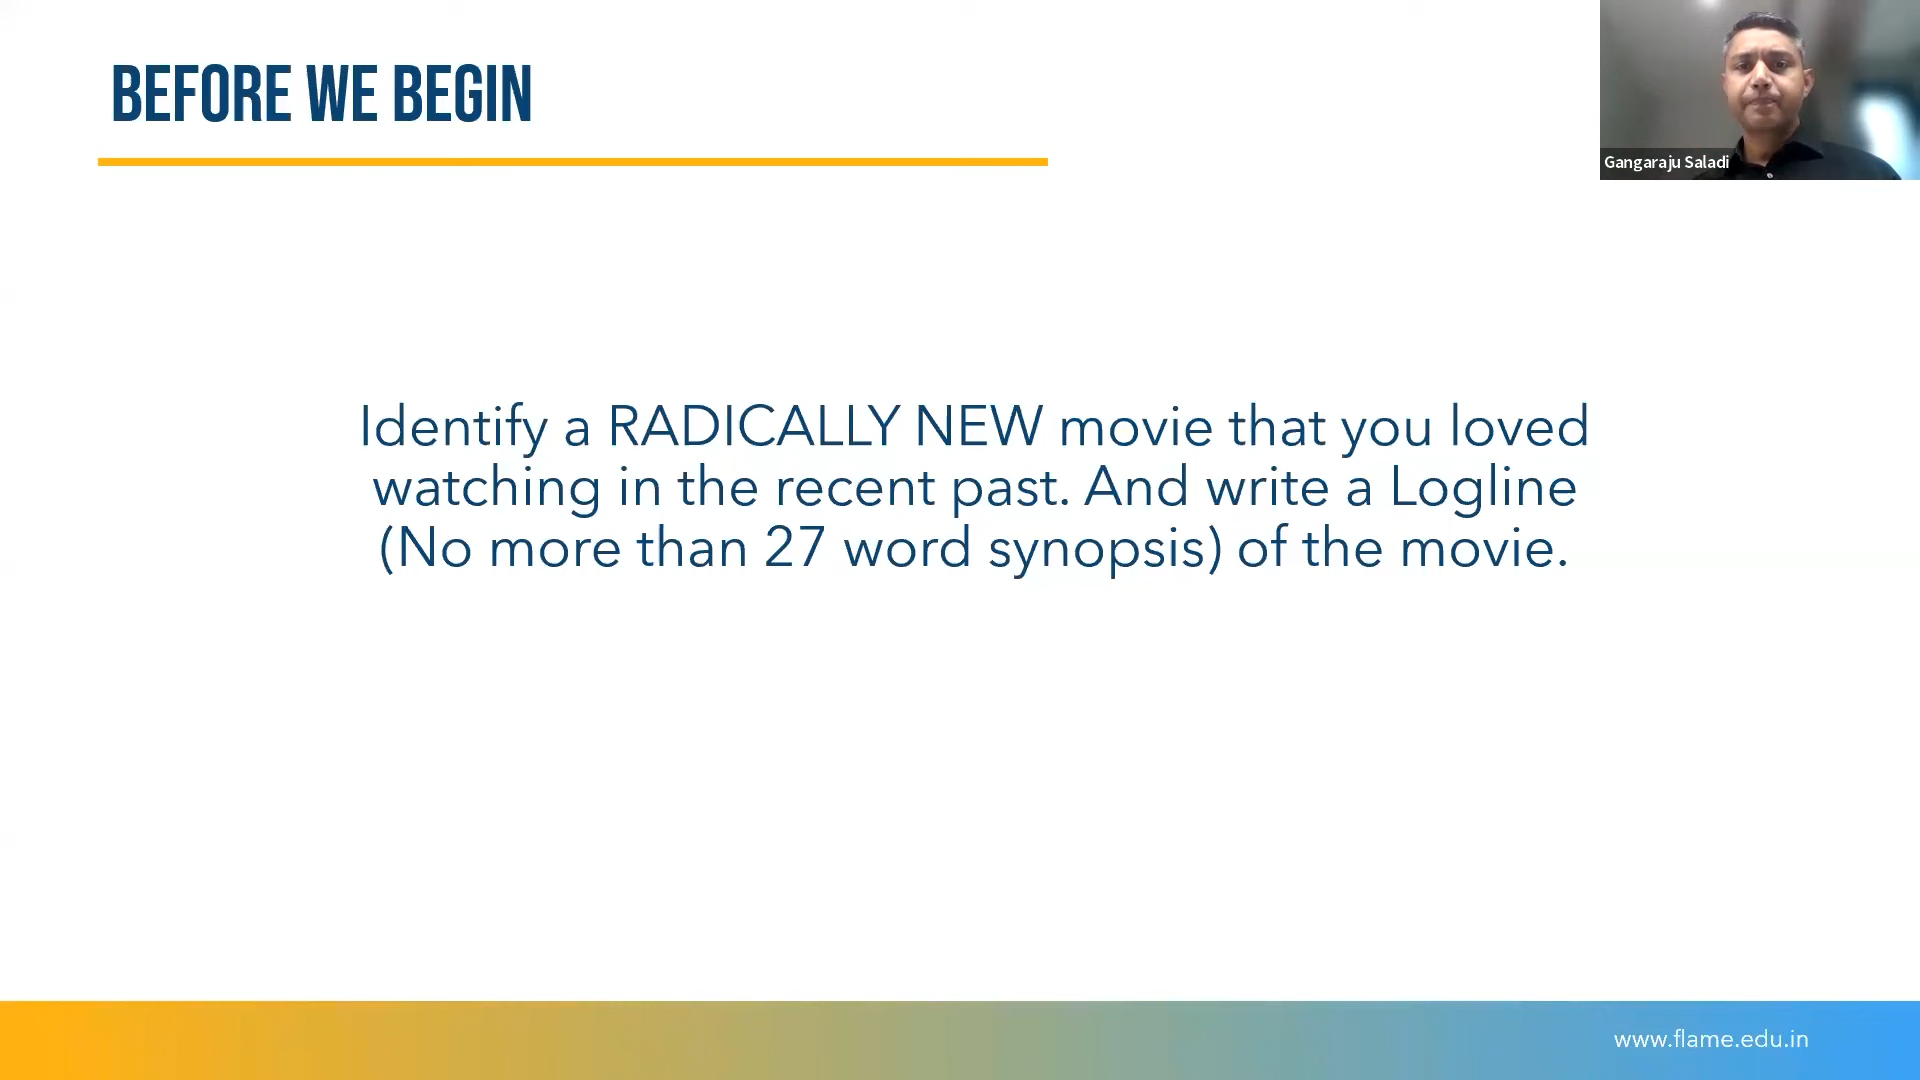 BEFORE WE BEGIN
Gangaraju Saladi
Identify a RADICALLY NEW movie that you loved
watching in the recent past. And write a Logline
(No more than 27 word synopsis) of the movie.
www.flame.edu.in